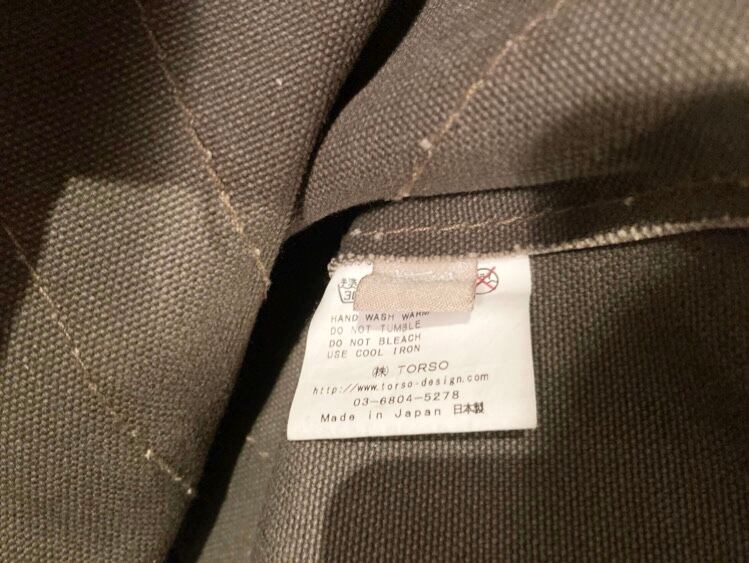 HAND WASH WARM
DO NOT TUMBLE
DO NOT BLEACH
USE COOL IRON
㈱ TORSO
http://www.torso-design.com
03-6804-5278
Made in Japan 日本製